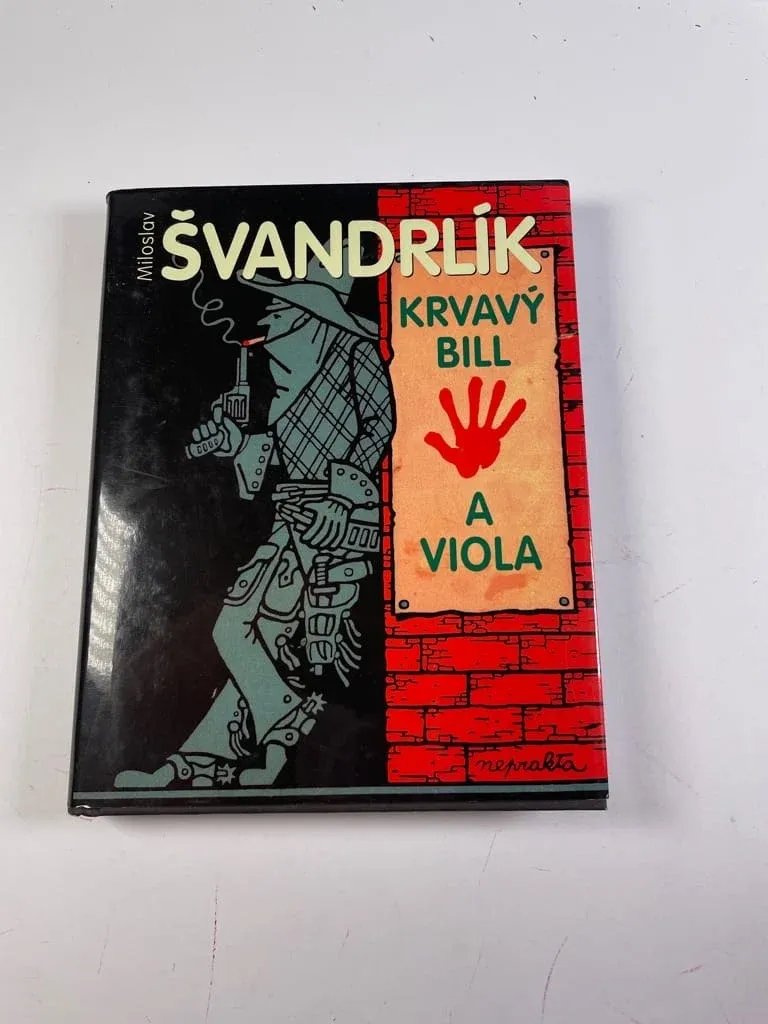 Miloslav
ŠVANDRLÍK
KRVAVÝ
BILL
A
VIOLA
neprakta